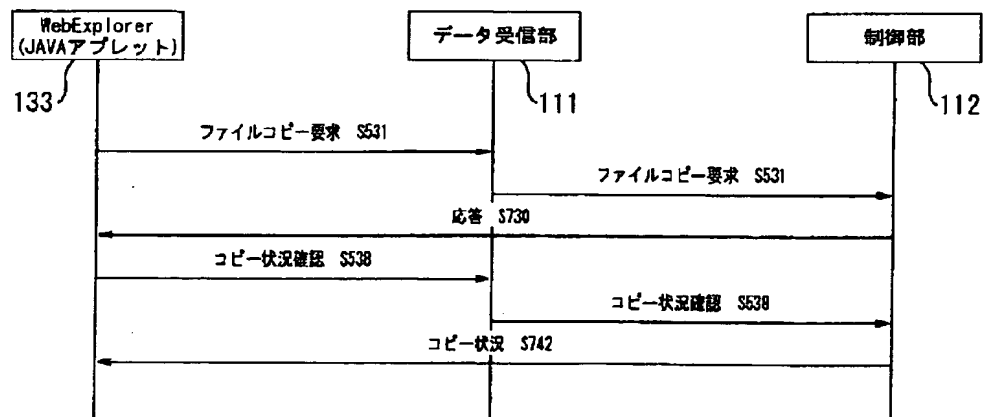 WebExplorer
(JAVAアプレット)
データ受信部
制御部
133
111
112
ファイルコピー要求 S531
ファイルコピー要求 S531
応答 S730
コピー状況確認 S538
コピー状況確認 S538
コピー状況 S742